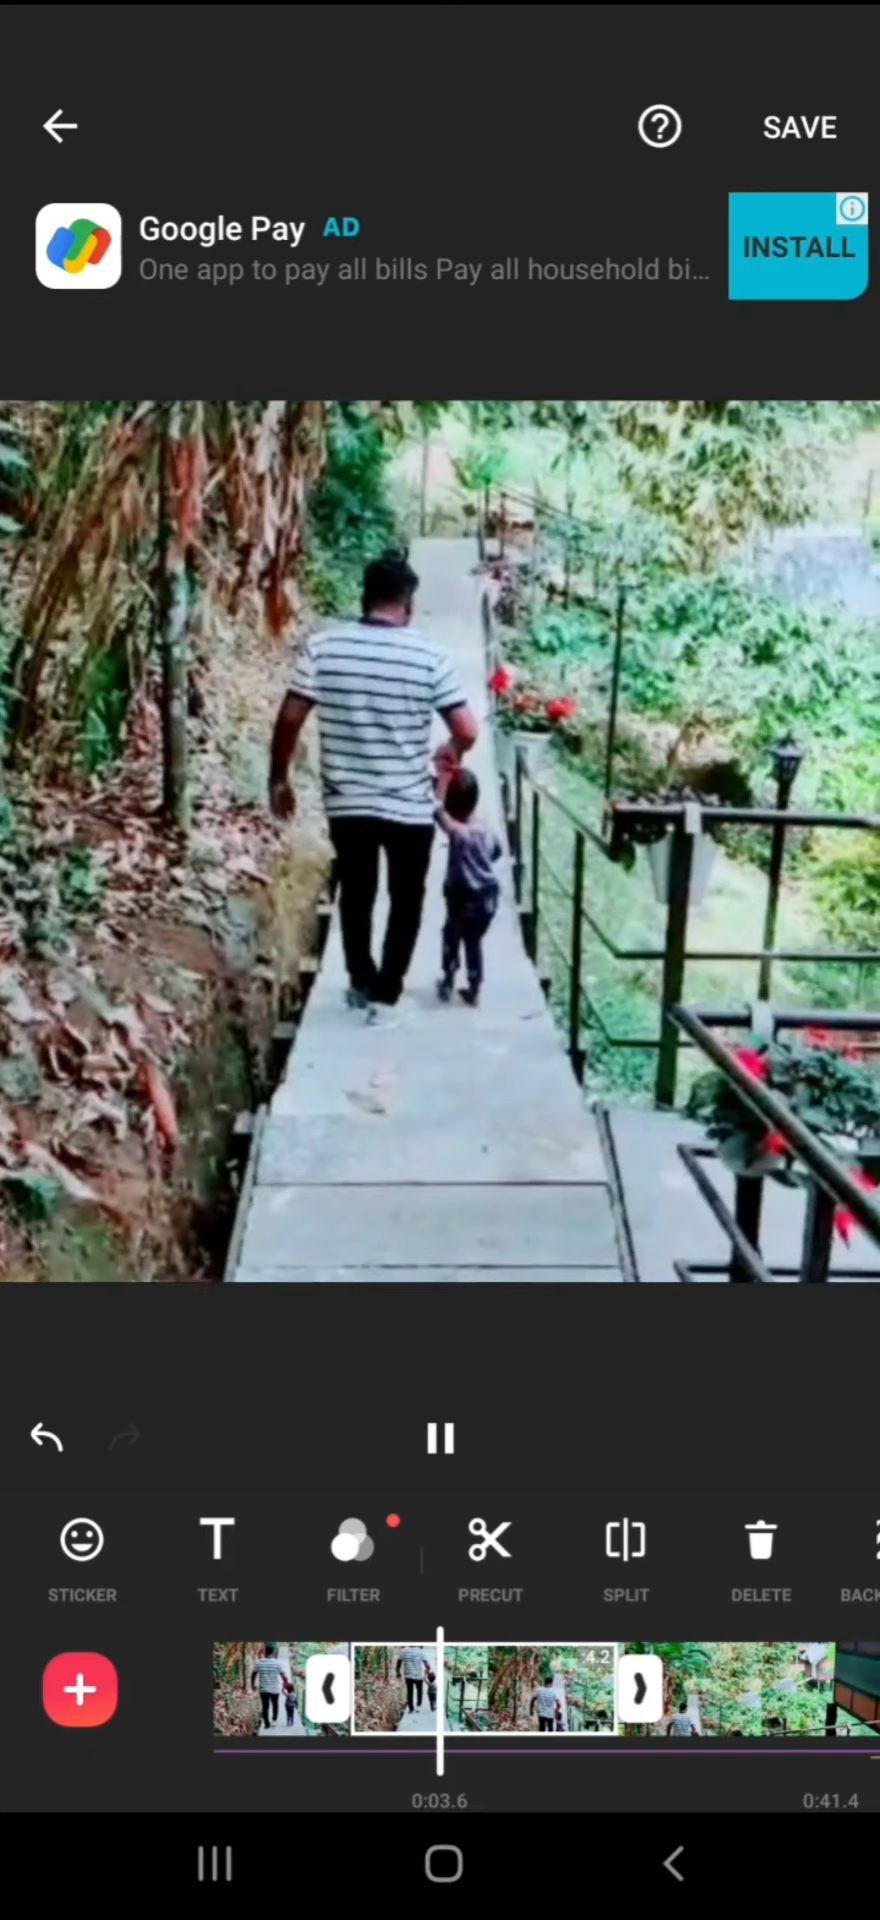 SAVE
Google Pay AD
One app to pay all bills Pay all household bi...
INSTALL
STICKER
TEXT
FILTER
PRECUT
SPLIT
DELETE
BACK
4.2
0:03.6
0:41.4